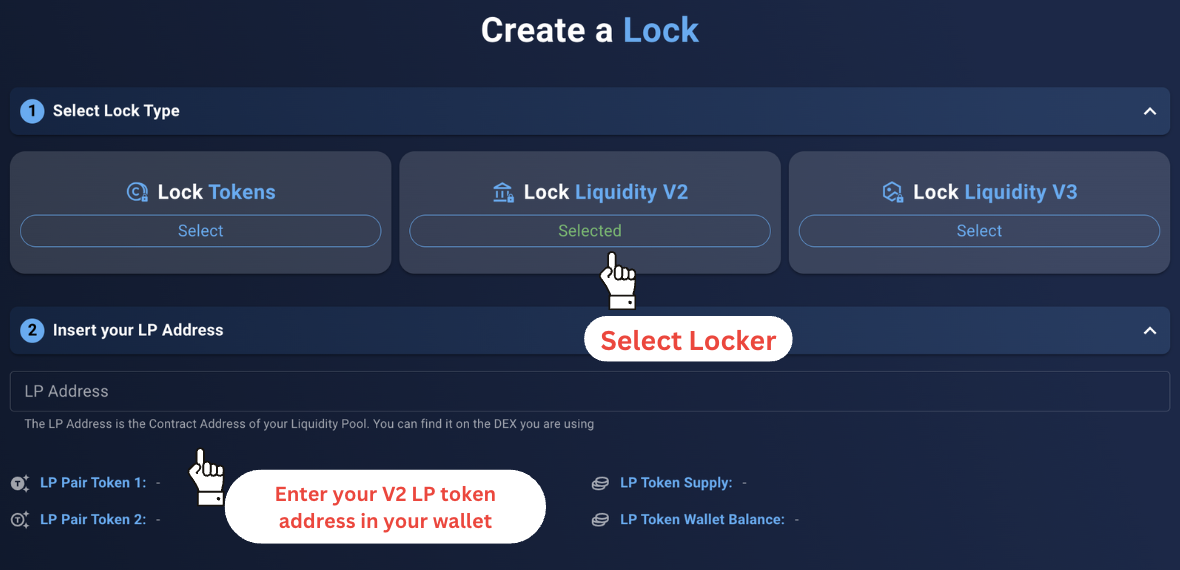 Create a Lock
1 Select Lock Type
Lock Tokens
Select
Lock Liquidity V2
Selected
Lock Liquidity V3
Select
2 Insert your LP Address
Select Locker
LP Address
The LP Address is the Contract Address of your Liquidity Pool. You can find it on the DEX you are using
LP Pair Token 1: -
LP Pair Token 2: -
Enter your V2 LP token
address in your wallet
LP Token Supply: -
LP Token Wallet Balance: -